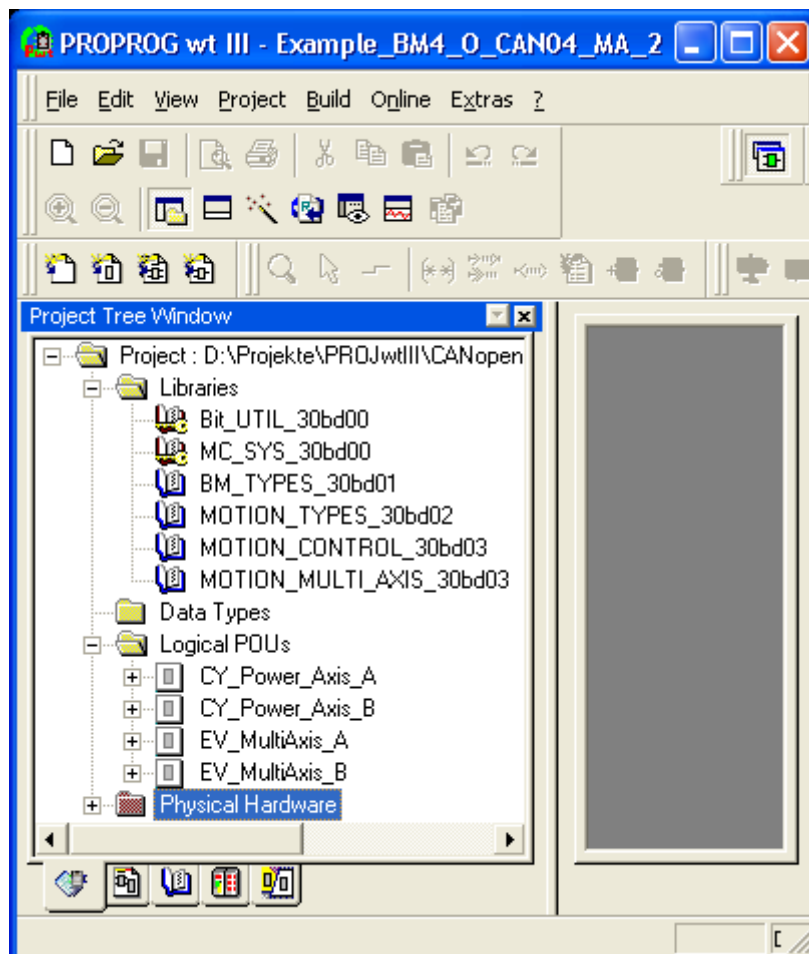 PROPROG wt III - Example_BM4_O_CAN04_MA_2
File Edit View Project Build Online Extras ?
Project Tree Window
Project : D:\Projekte\PROJwtIII\CANopen
Libraries
Bit_UTIL_30bd00
MC_SYS_30bd00
BM_TYPES_30bd01
MOTION_TYPES_30bd02
MOTION_CONTROL_30bd03
MOTION_MULTI_AXIS_30bd03
Data Types
Logical POUs
CY_Power_Axis_A
CY_Power_Axis_B
EV_MultiAxis_A
EV_MultiAxis_B
Physical Hardware